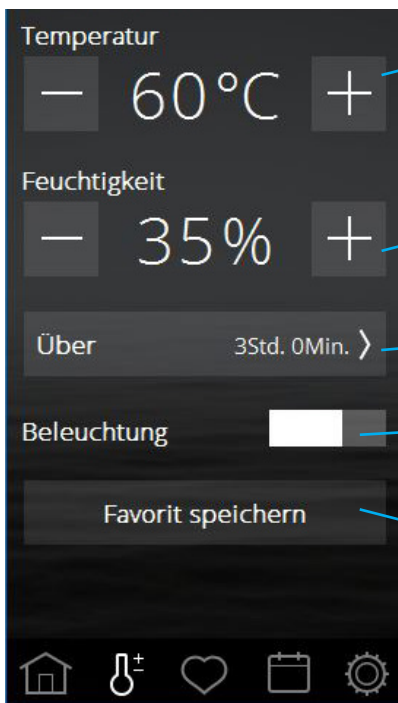 Temperatur
60°C
Feuchtigkeit
35%
Über 3Std. 0Min.
Beleuchtung
Favorit speichern